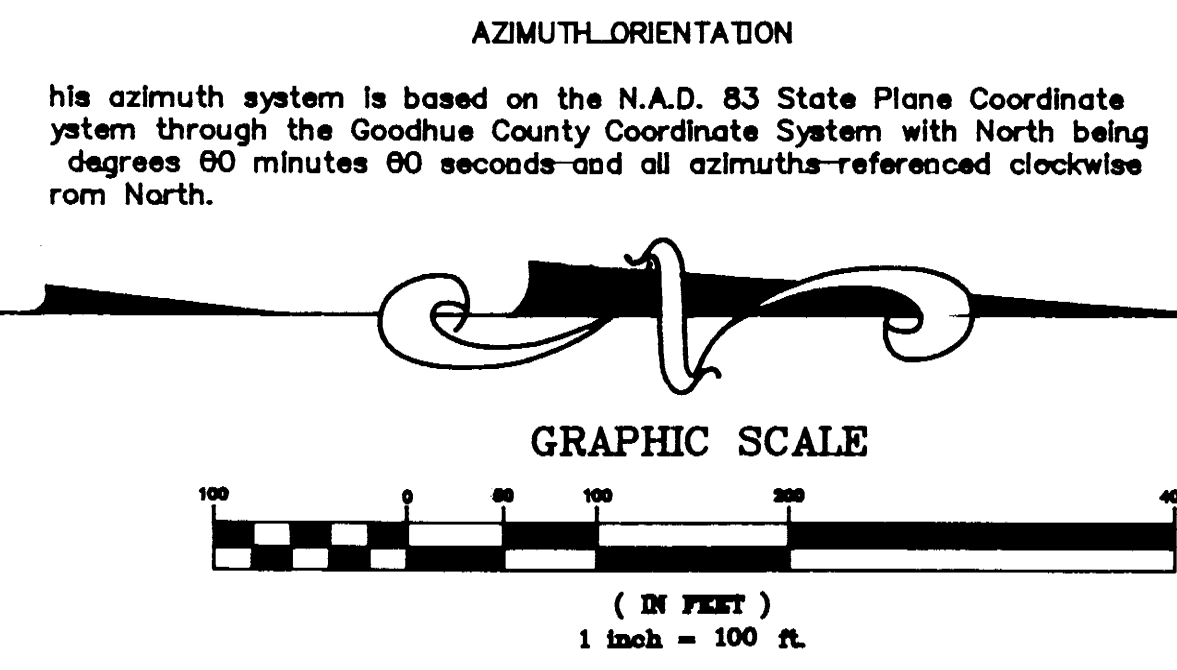 AZIMUTH ORIENTATION
his azimuth system is based on the N.A.D. 83 State Plane Coordinate
ystem through the Goodhue County Coordinate System with North being
degrees 00 minutes 00 seconds and all azimuths referenced clockwise
rom North.
GRAPHIC SCALE
100 0 50 100 200 40
( IN FEET )
1 inch = 100 ft.